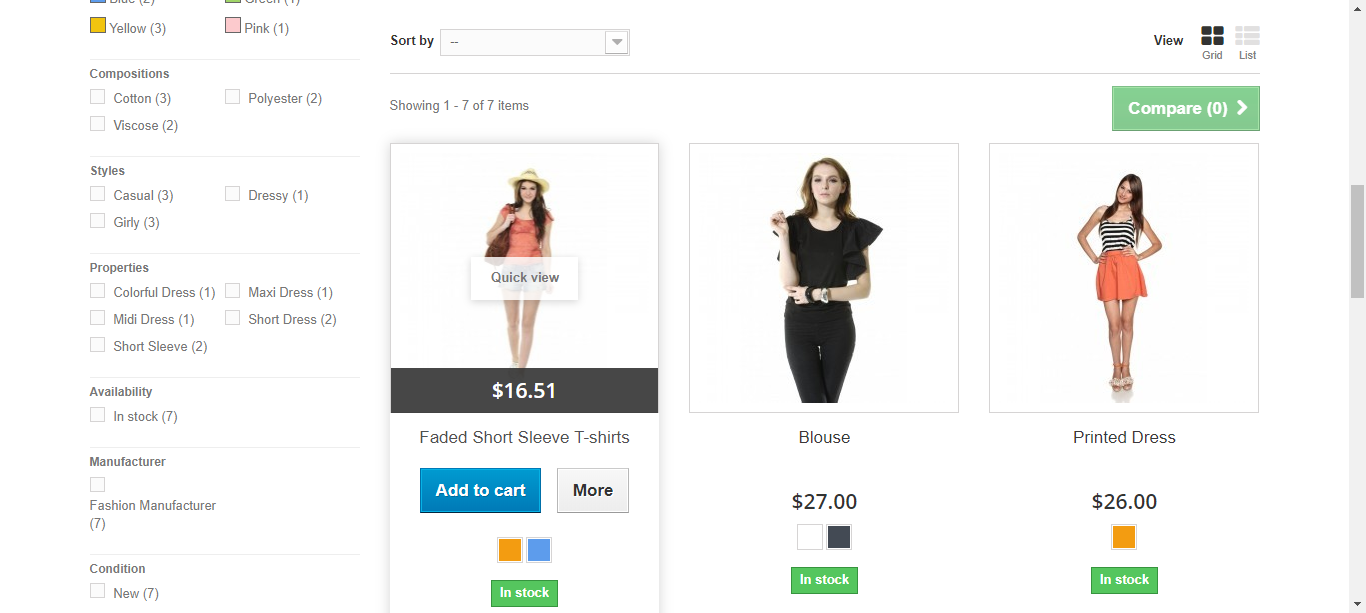 Blue (2) Green (1)
Yellow (3) Pink (1)
Compositions
Cotton (3) Polyester (2)
Viscose (2)
Styles
Casual (3) Dressy (1)
Girly (3)
Properties
Colorful Dress (1) Maxi Dress (1)
Midi Dress (1) Short Dress (2)
Short Sleeve (2)
Availability
In stock (7)
Manufacturer
Fashion Manufacturer
(7)
Condition
New (7)
Sort by -- View
Grid List
Showing 1 - 7 of 7 items
Compare (0)
Quick view
$16.51
Faded Short Sleeve T-shirts
Add to cart More
In stock
Blouse
$27.00
In stock
Printed Dress
$26.00
In stock